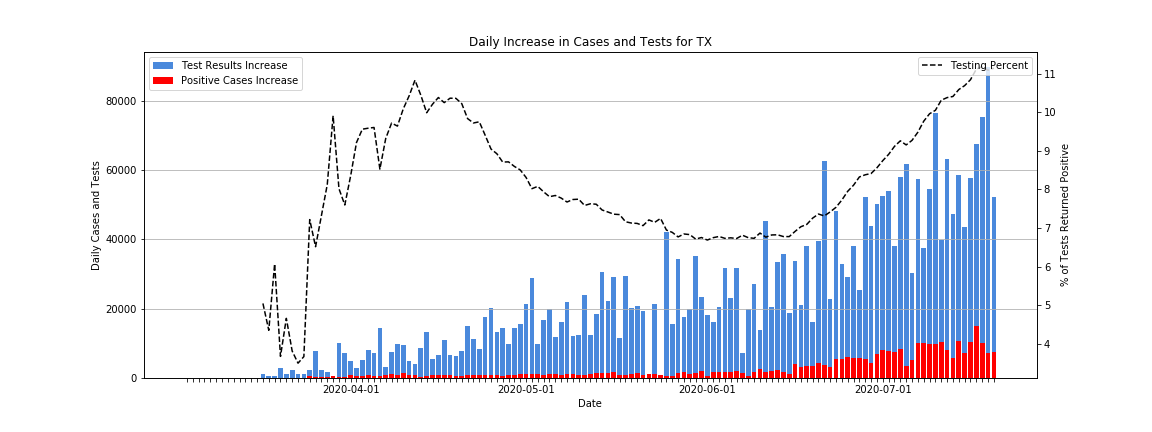 Daily Increase in Cases and Tests for TX
Test Results Increase
Positive Cases Increase
Testing Percent
80000
60000
40000
20000
0
Daily Cases and Tests
11
10
9
8
7
6
5
4
% of Tests Returned Positive
2020-04-01
2020-05-01
2020-06-01
2020-07-01
Date